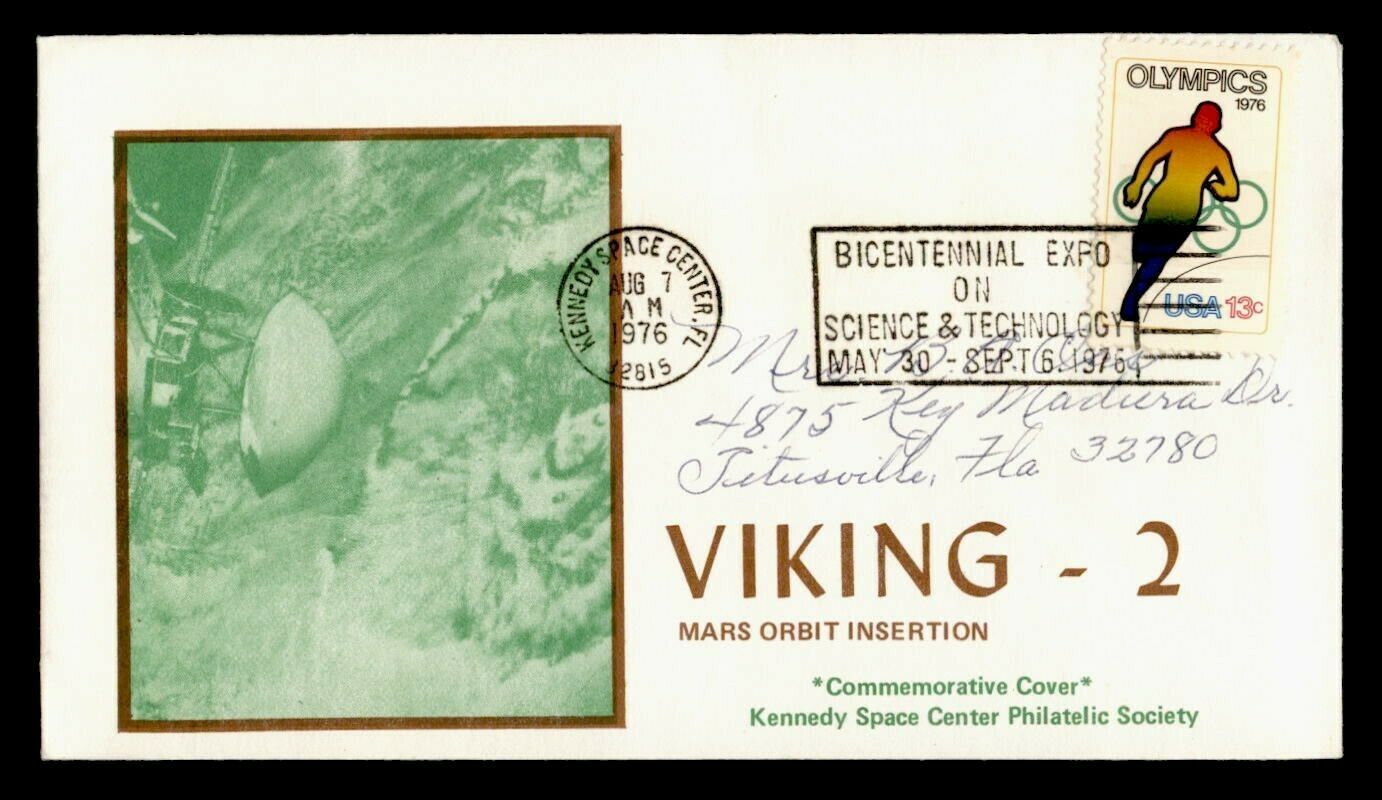 OLYMPICS
1976
USA 13c
KENNEDY SPACE CENTER, FL
AUG 7
AM
1976
32815
BICENTENNIAL EXPO
ON
SCIENCE & TECHNOLOGY
MAY 30 - SEPT 6, 1976
Mrs.
4875 Key Madiera Dr.
Titusville, Fla 32780
VIKING - 2
MARS ORBIT INSERTION
*Commemorative Cover*
Kennedy Space Center Philatelic Society